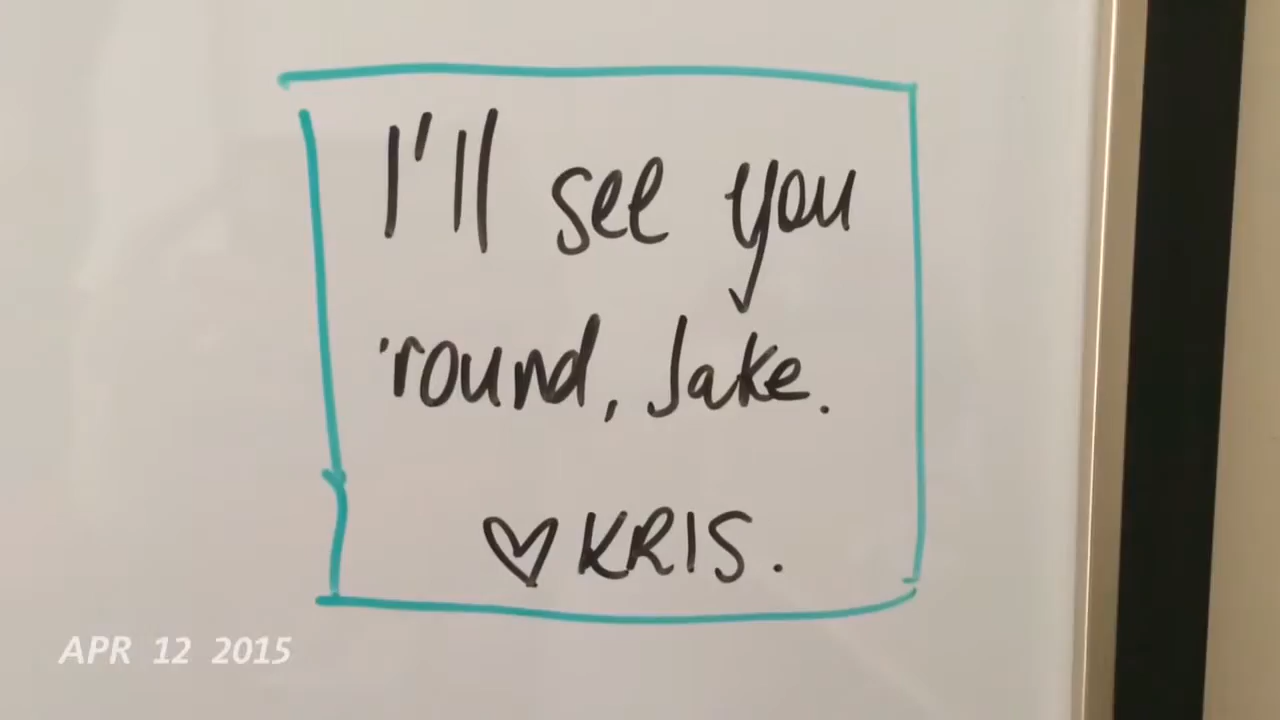 I'll see you
'round, Jake.
♡ KRIS.
APR 12 2015